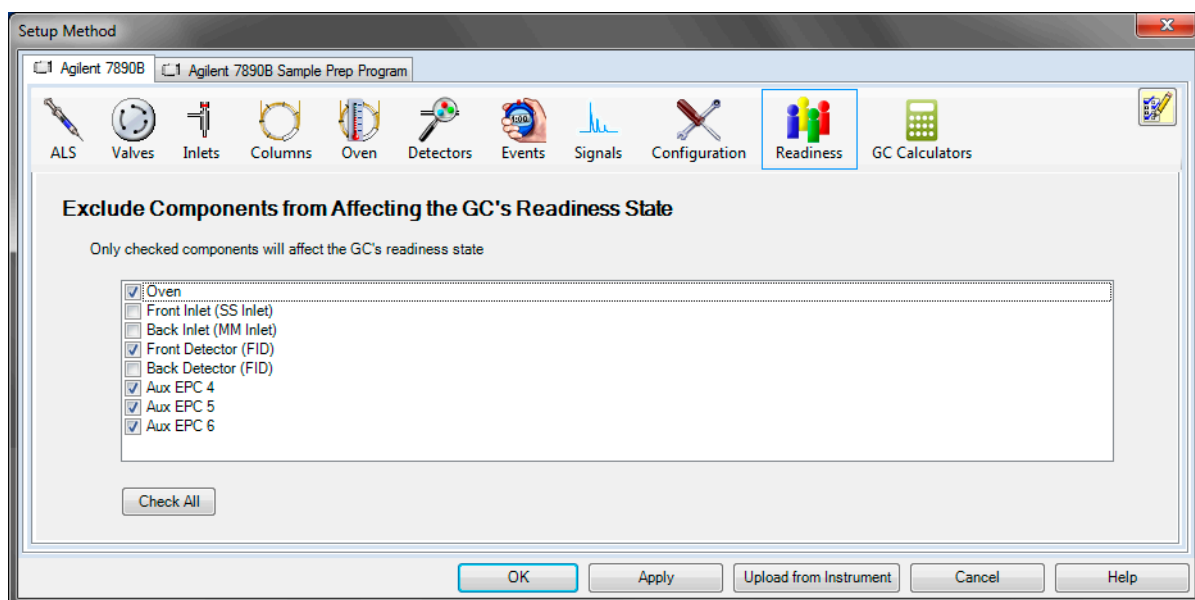 Setup Method
Agilent 7890B Agilent 7890B Sample Prep Program
ALS Valves Inlets Columns Oven Detectors Events Signals Configuration Readiness GC Calculators
Exclude Components from Affecting the GC's Readiness State
Only checked components will affect the GC's readiness state
Oven
Front Inlet (SS Inlet)
Back Inlet (MM Inlet)
Front Detector (FID)
Back Detector (FID)
Aux EPC 4
Aux EPC 5
Aux EPC 6
Check All
OK Apply Upload from Instrument Cancel Help